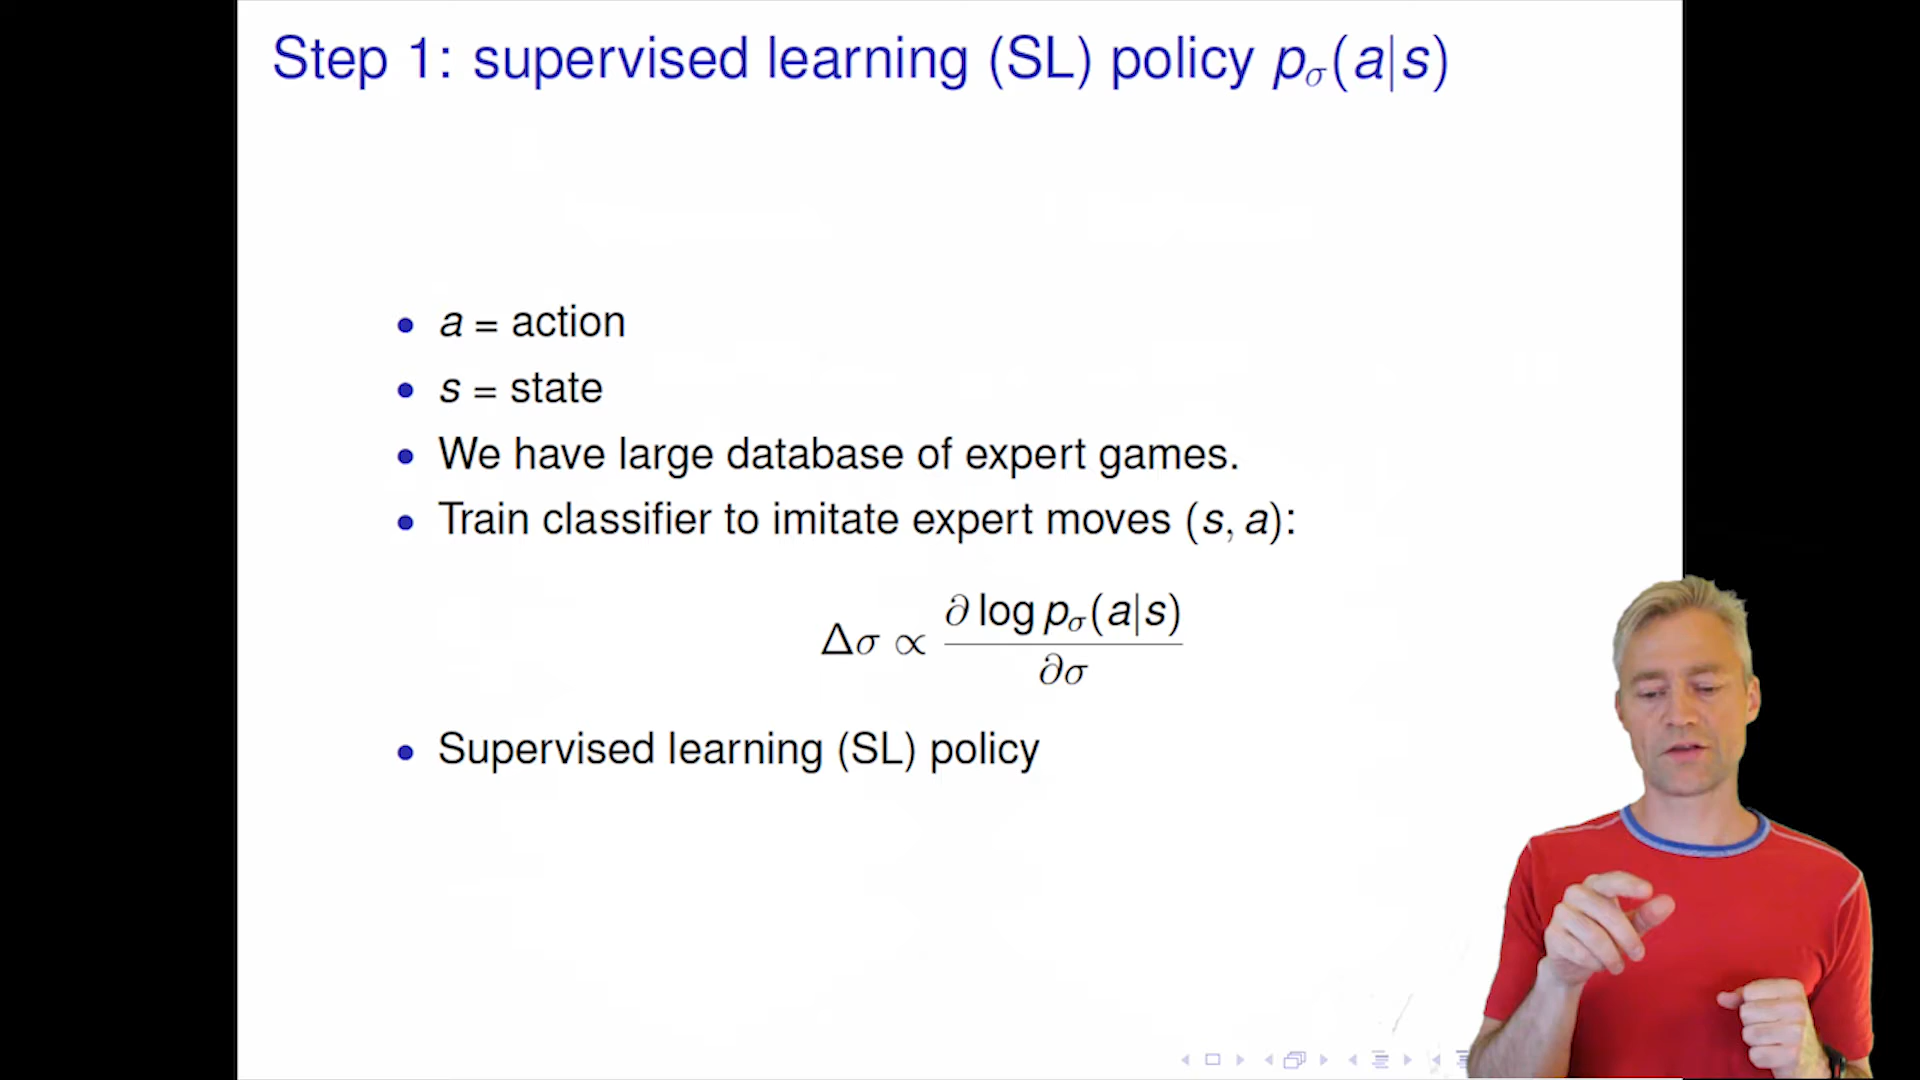 Step 1: supervised learning (SL) policy pσ(a|s)
• a = action
• s = state
• We have large database of expert games.
• Train classifier to imitate expert moves (s, a):
Δσ ∝ ∂ log pσ(a|s) / ∂σ
• Supervised learning (SL) policy